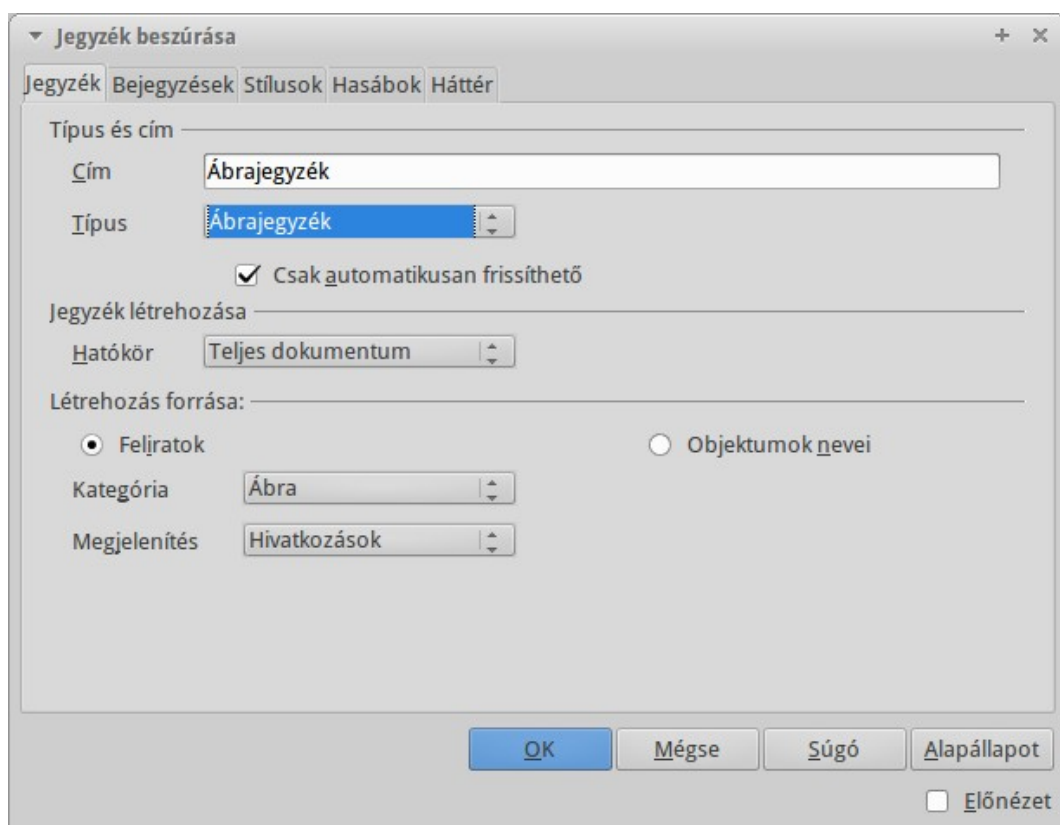 Jegyzék beszúrása
Jegyzék Bejegyzések Stílusok Hasábok Háttér
Típus és cím
Cím Ábrajegyzék
Típus Ábrajegyzék
Csak automatikusan frissíthető
Jegyzék létrehozása
Hatókör Teljes dokumentum
Létrehozás forrása:
Feliratok Objektumok nevei
Kategória Ábra
Megjelenítés Hivatkozások
OK Mégse Súgó Alapállapot
Előnézet